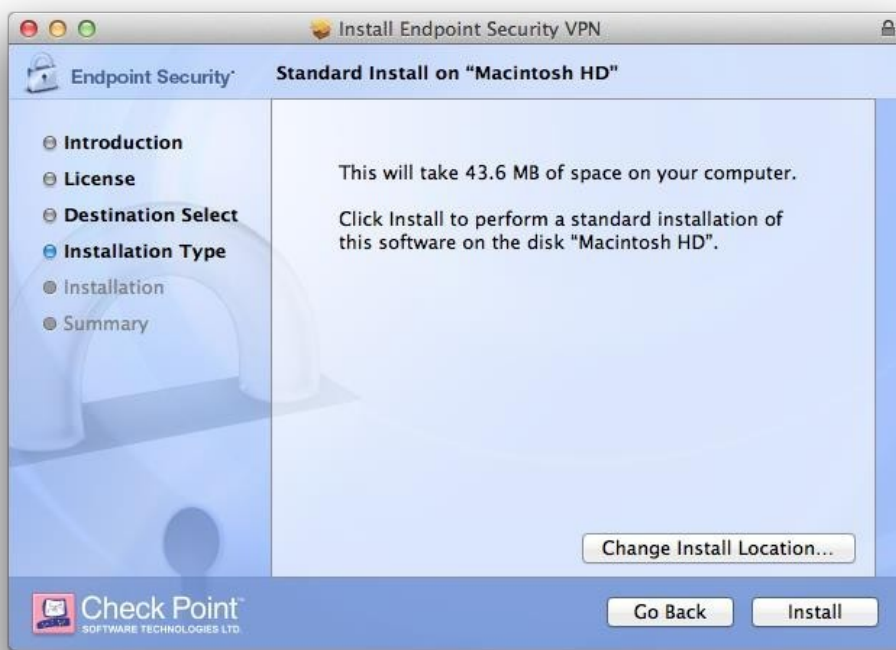 Install Endpoint Security VPN
Endpoint Security
Standard Install on “Macintosh HD"
Introduction
License
Destination Select
Installation Type
Installation
Summary
This will take 43.6 MB of space on your computer.
Click Install to perform a standard installation of
this software on the disk “Macintosh HD”.
Change Install Location...
Check Point™
SOFTWARE TECHNOLOGIES LTD.
Go Back
Install